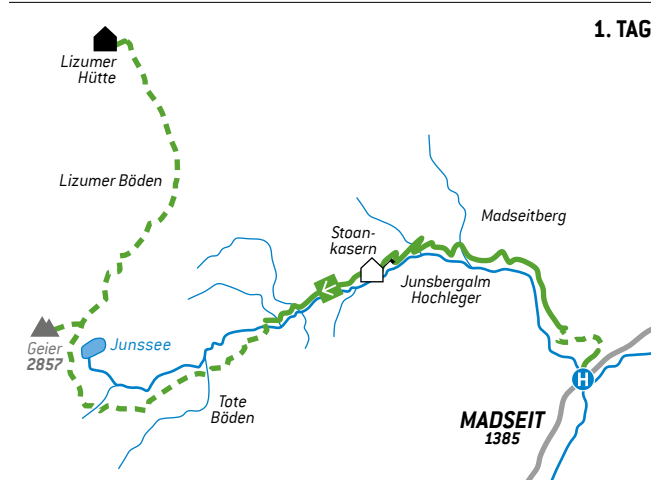 1. TAG
Lizumer
Hütte
Lizumer Böden
Madseitberg
Stoan-
kasern
Junsbergalm
Hochleger
Geier
2857
Junssee
Tote
Böden
H
MADSEIT
1385